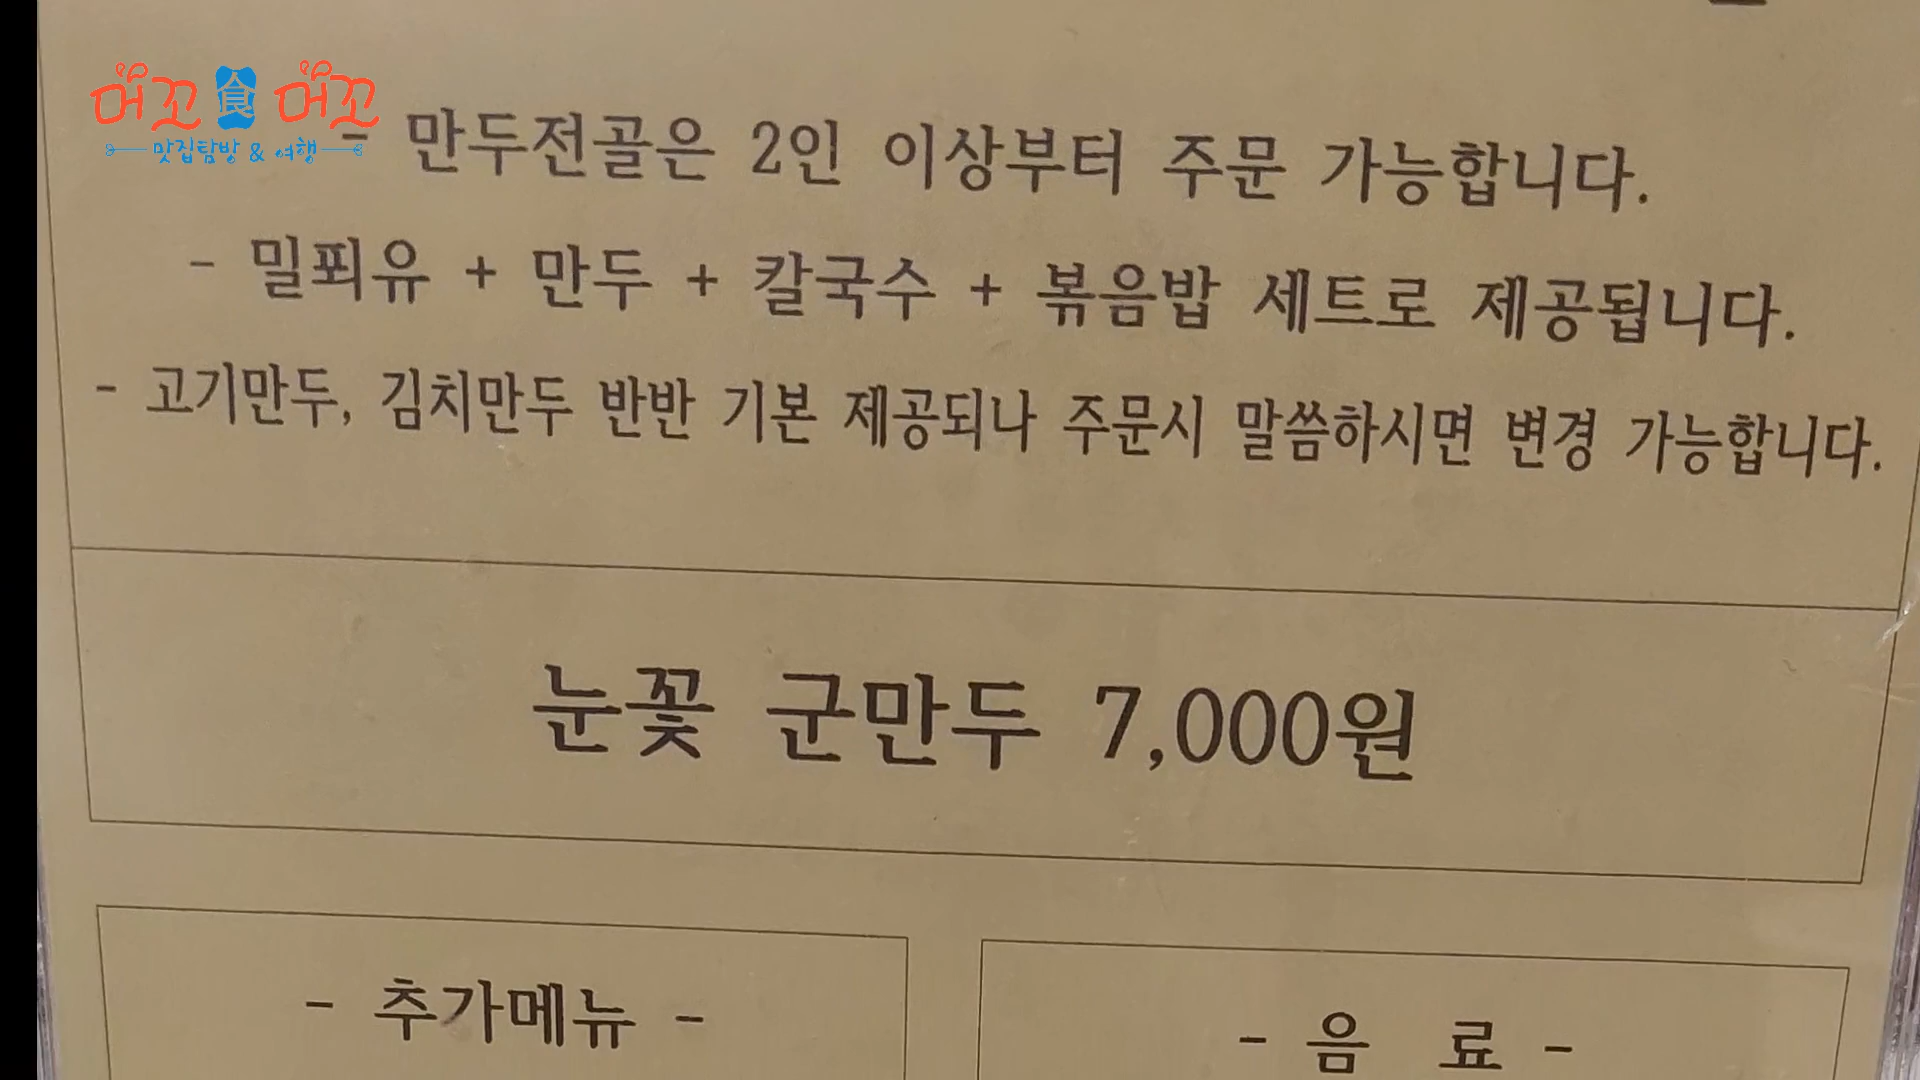 머꼬 食 머꼬
맛집탐방 & 여행
- 만두전골은 2인 이상부터 주문 가능합니다.
- 밀푀유 + 만두 + 칼국수 + 볶음밥 세트로 제공됩니다.
- 고기만두, 김치만두 반반 기본 제공되나 주문시 말씀하시면 변경 가능합니다.
눈꽃 군만두 7,000원
- 추가메뉴 -
- 음 료 -